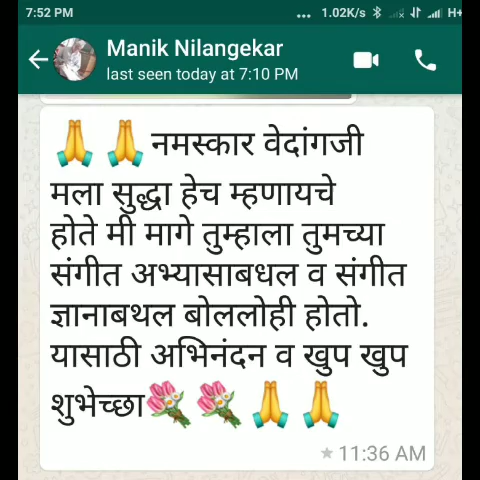 7:52 PM ... 1.02K/s H+
Manik Nilangekar
last seen today at 7:10 PM
🙏 🙏 नमस्कार वेदांगजी
मला सुद्धा हेच म्हणायचे
होते मी मागे तुम्हाला तुमच्या
संगीत अभ्यासाबधल व संगीत
ज्ञानाबथल बोललोही होतो.
यासाठी अभिनंदन व खुप खुप
शुभेच्छा💐 💐 🙏 🙏
★ 11:36 AM